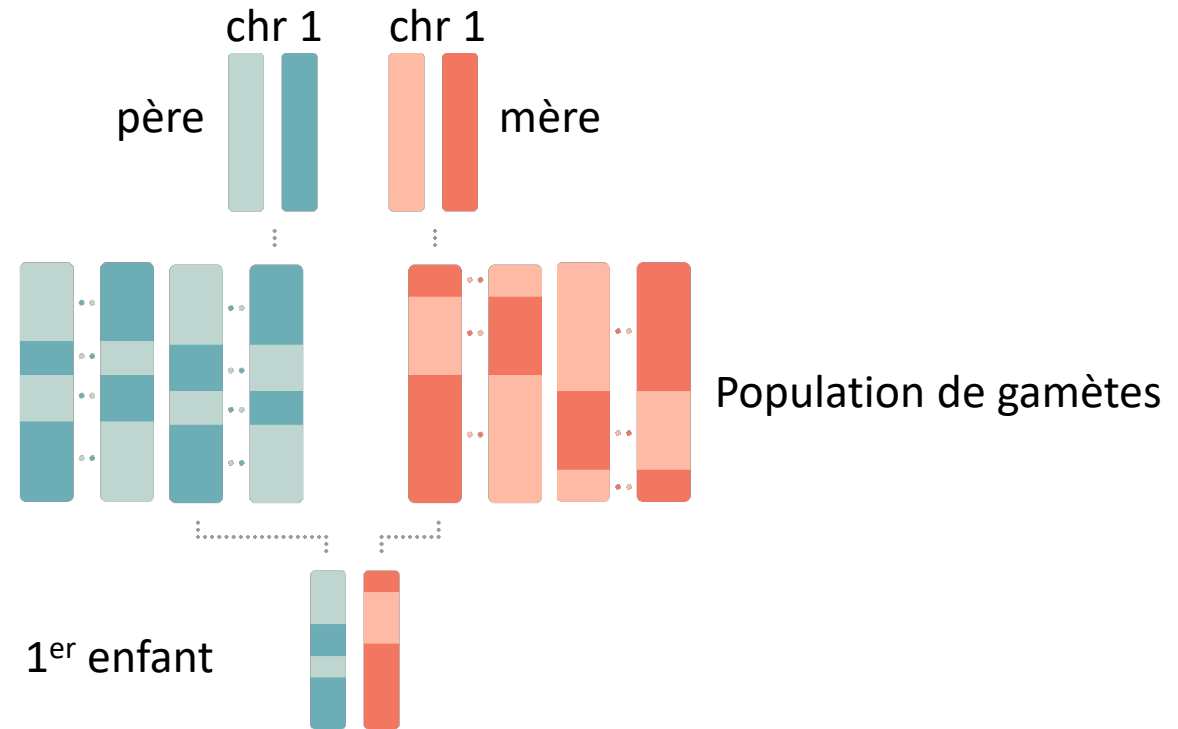 chr 1
chr 1
père
mère
Population de gamètes
1er enfant